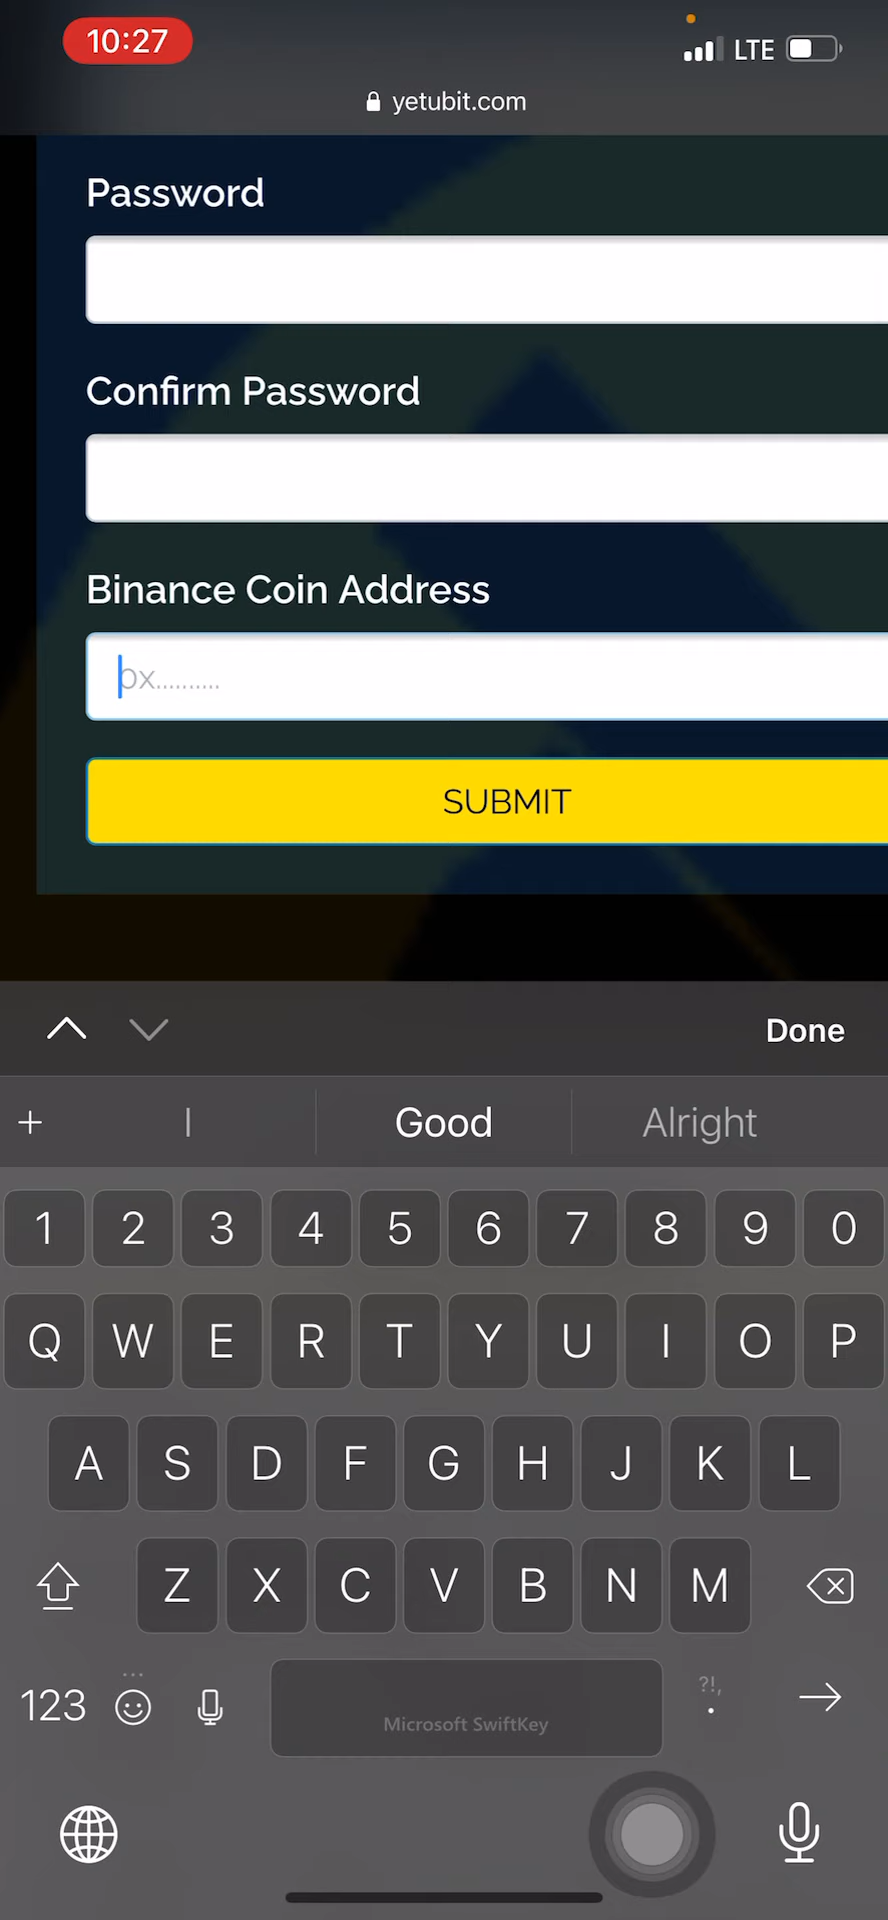 10:27
LTE
yetubit.com
Password
Confirm Password
Binance Coin Address
ox..........
SUBMIT
Done
+ I Good Alright
1 2 3 4 5 6 7 8 9 0
Q W E R T Y U I O P
A S D F G H J K L
Z X C V B N M
123 ?!, .
Microsoft SwiftKey